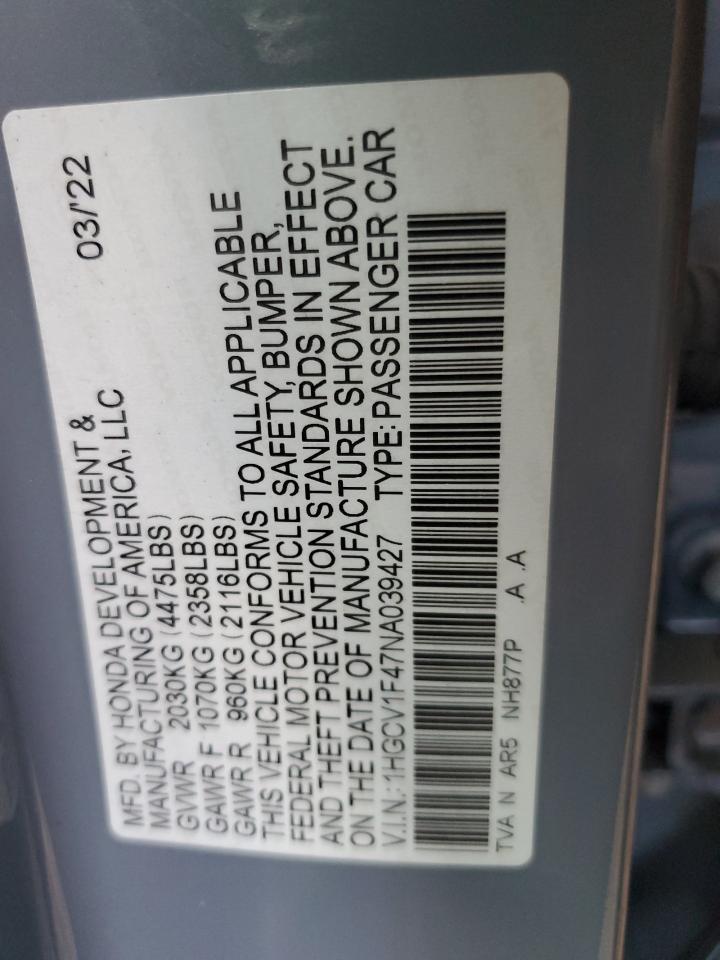 MFD. BY HONDA DEVELOPMENT &
MANUFACTURING OF AMERICA, LLC 03/'22
GVWR 2030KG (4475LBS)
GAWR F 1070KG (2358LBS)
GAWR R 960KG (2116LBS)
THIS VEHICLE CONFORMS TO ALL APPLICABLE
FEDERAL MOTOR VEHICLE SAFETY, BUMPER,
AND THEFT PREVENTION STANDARDS IN EFFECT
ON THE DATE OF MANUFACTURE SHOWN ABOVE.
V.I.N.: 1HGCV1F47NA039427 TYPE: PASSENGER CAR
TVA N AR5 NH877P .A .A